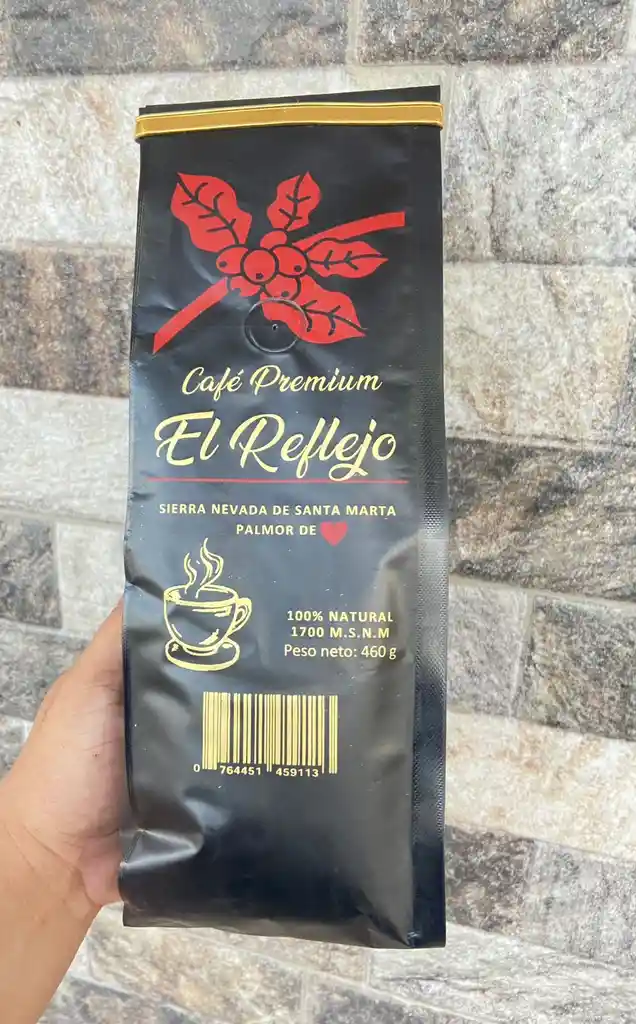 Café Premium
El Reflejo
SIERRA NEVADA DE SANTA MARTA
PALMOR DE
100% NATURAL
1700 M.S.N.M
Peso neto: 460 g
0 764451 459113